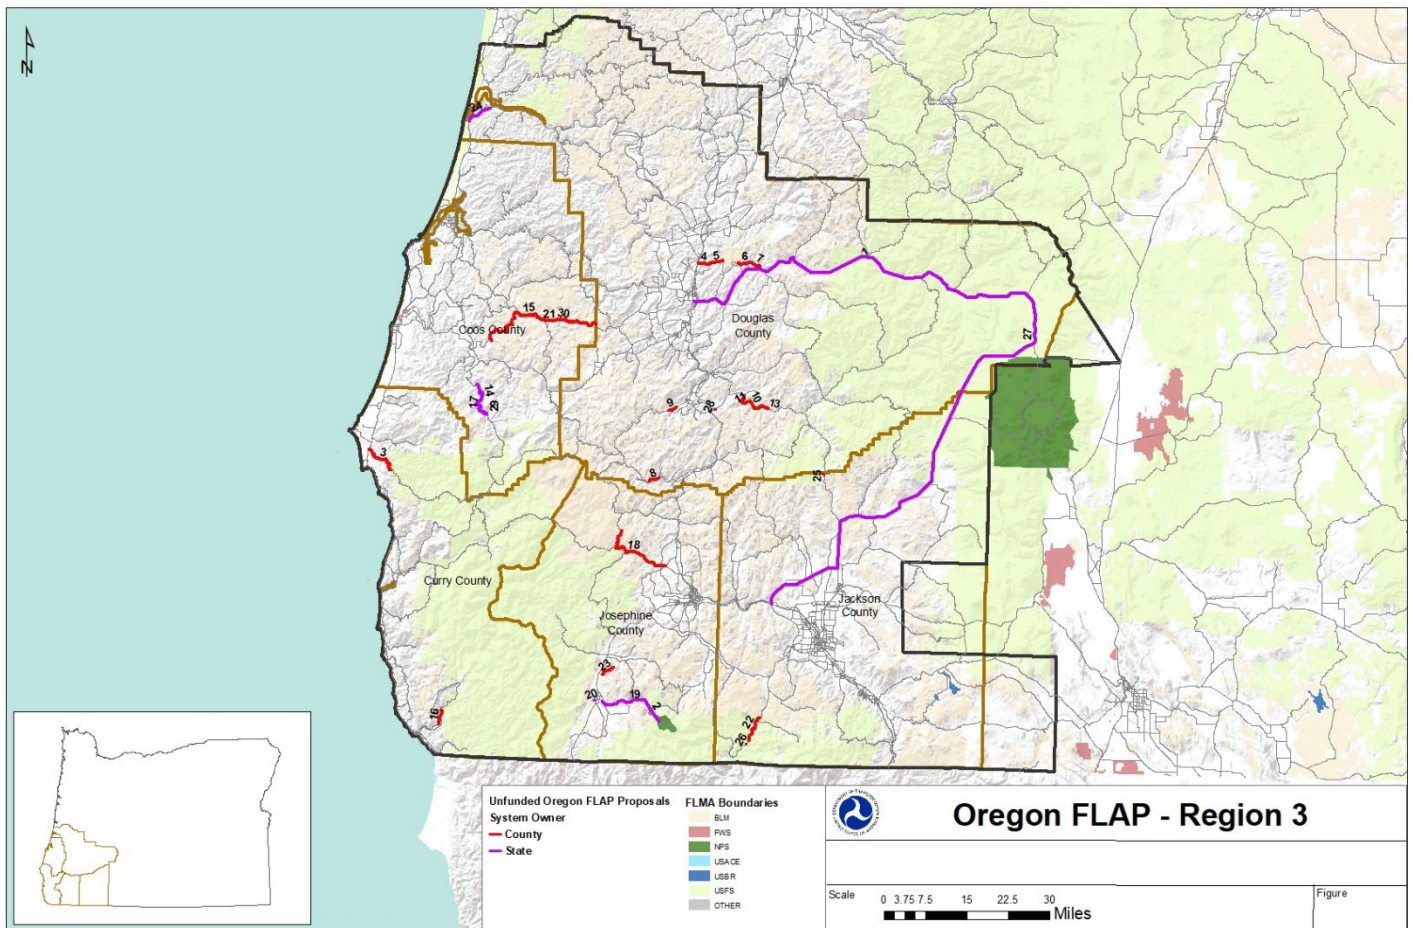 N
24
4 5
6 7
1
15 21 30
Coos County
Douglas
County
27
14
17
29
9
28
11 10 13
3
8
25
18
Curry County
Josephine
County
Jackson
County
23
20
19
2
16
22
26
Unfunded Oregon FLAP Proposals
System Owner
County
State
FLMA Boundaries
BLM
FWS
NPS
USACE
USBR
USFS
OTHER
Oregon FLAP - Region 3
Scale
0 3.75 7.5 15 22.5 30
Miles
Figure